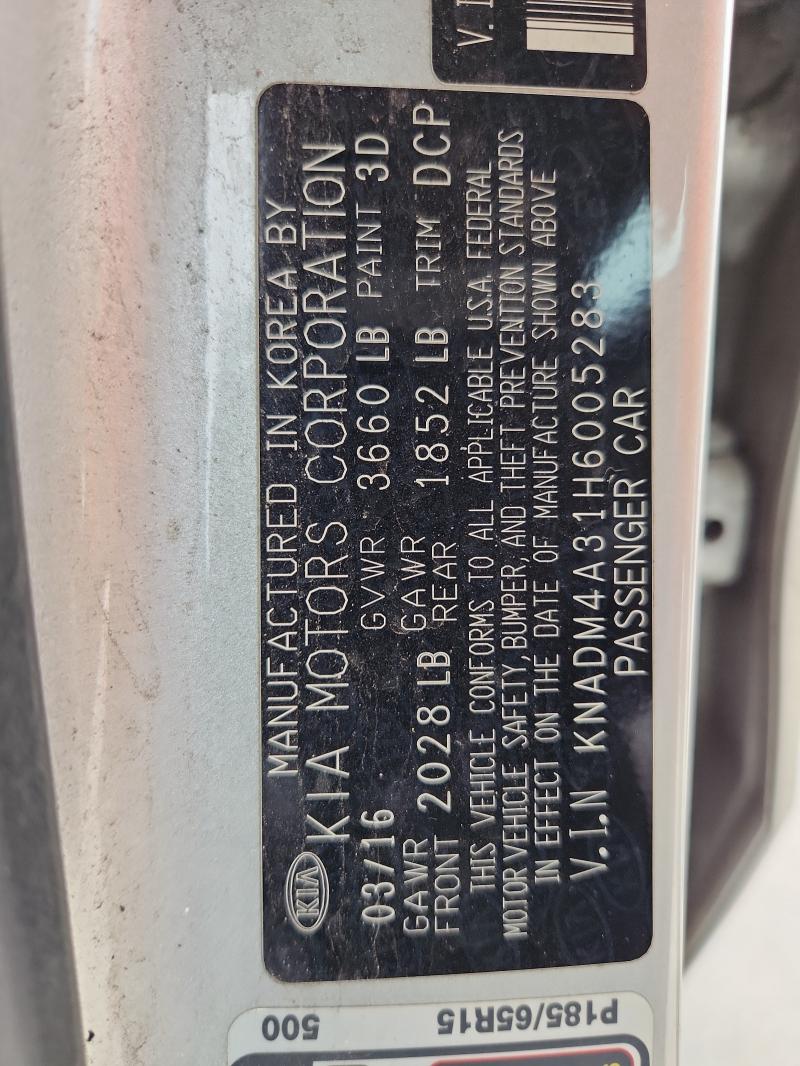 KIA
MANUFACTURED IN KOREA BY
KIA MOTORS CORPORATION
03/16 GVWR 3660 LB PAINT 3D
GAWR FRONT 2028 LB GAWR REAR 1852 LB TRIM DCP
THIS VEHICLE CONFORMS TO ALL APPLICABLE U.S.A. FEDERAL
MOTOR VEHICLE SAFETY, BUMPER, AND THEFT PREVENTION STANDARDS
IN EFFECT ON THE DATE OF MANUFACTURE SHOWN ABOVE
V.I.N KNADM4A31H6005283
PASSENGER CAR
V.I
P185/65R15
500